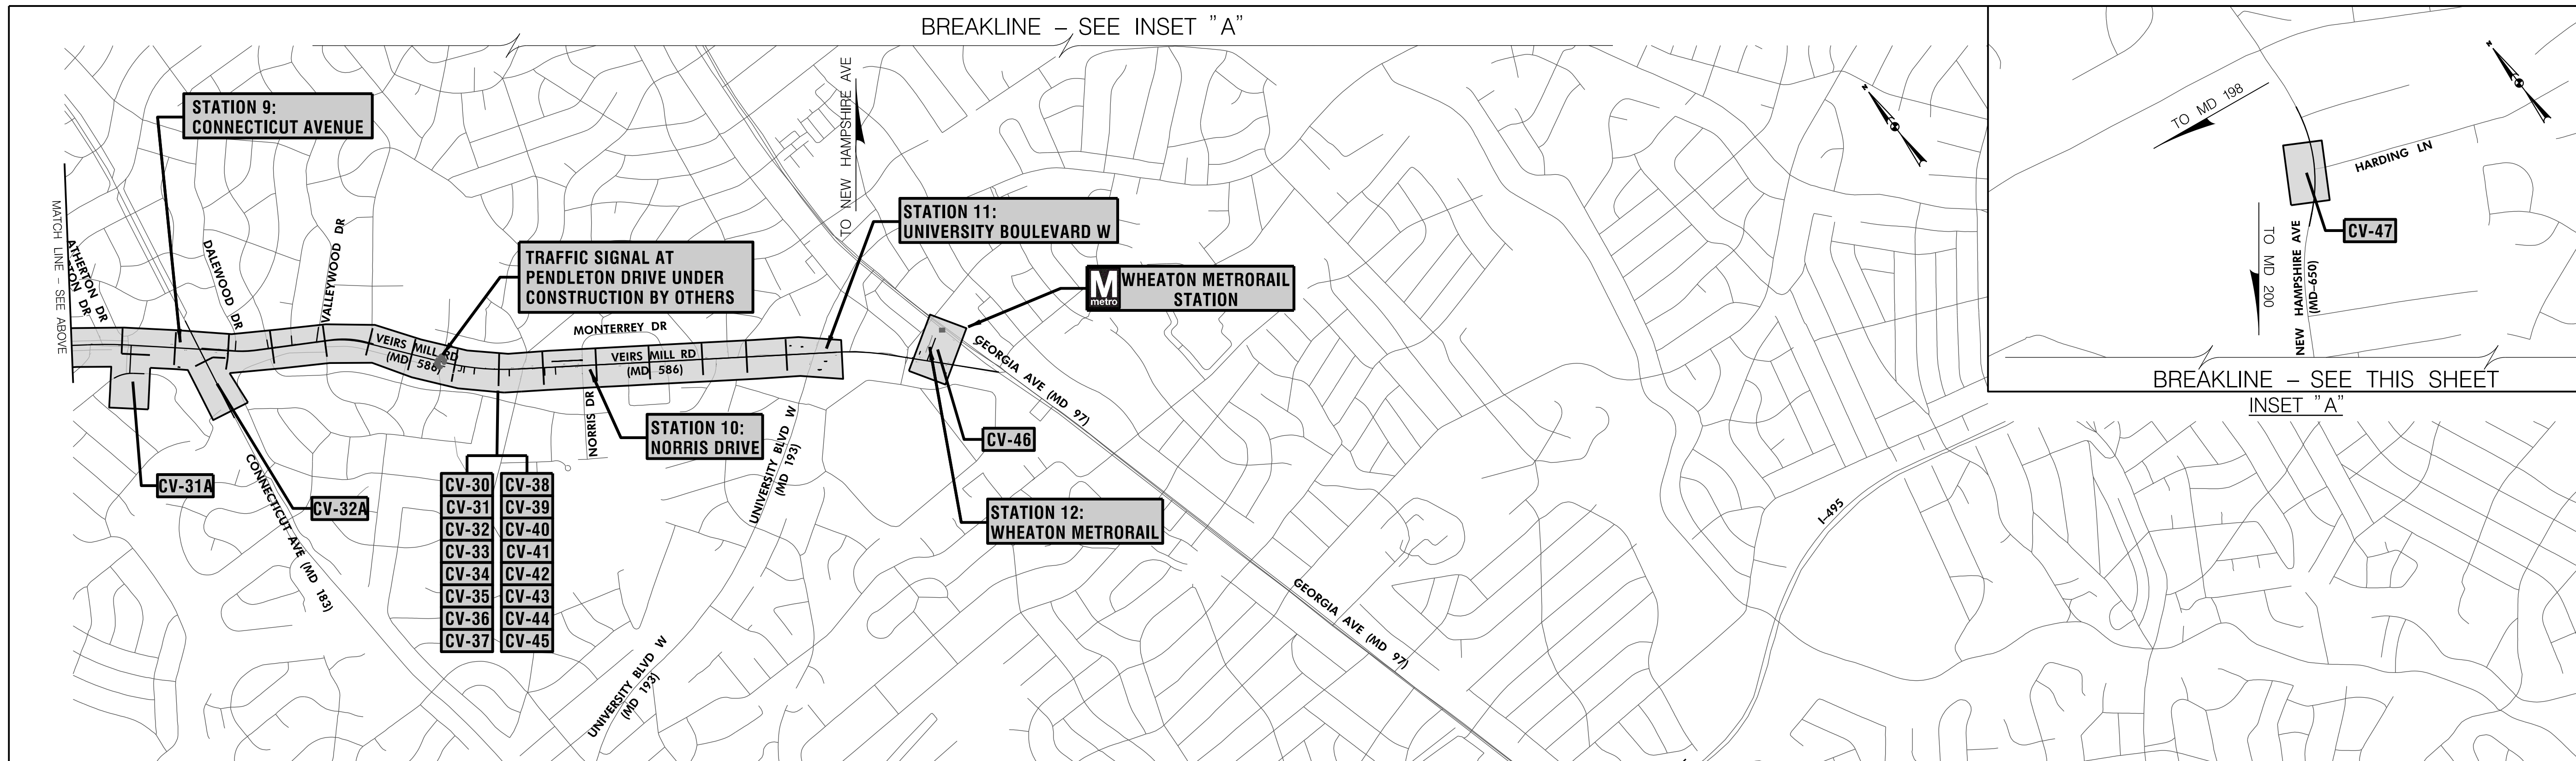 BREAKLINE – SEE INSET "A"
STATION 9:
CONNECTICUT AVENUE
TO NEW HAMPSHIRE AVE
MATCH LINE – SEE ABOVE
ATHERTON DR
TON DR
DALEWOOD DR
VALLEYWOOD DR
TRAFFIC SIGNAL AT
PENDLETON DRIVE UNDER
CONSTRUCTION BY OTHERS
STATION 11:
UNIVERSITY BOULEVARD W
M
metro
WHEATON METRORAIL
STATION
MONTERREY DR
VEIRS MILL RD
(MD 586)
VEIRS MILL RD
(MD 586)
GEORGIA AVE (MD 97)
NORRIS DR
STATION 10:
NORRIS DRIVE
UNIVERSITY BLVD W
(MD 193)
CV-46
STATION 12:
WHEATON METRORAIL
CV-31A
CV-32A
CONNECTICUT AVE (MD 183)
CV-30
CV-31
CV-32
CV-33
CV-34
CV-35
CV-36
CV-37
CV-38
CV-39
CV-40
CV-41
CV-42
CV-43
CV-44
CV-45
UNIVERSITY BLVD W
(MD 193)
GEORGIA AVE (MD 97)
I-495
N
N
TO MD 198
HARDING LN
CV-47
TO MD 200
NEW HAMPSHIRE AVE
(MD-650)
BREAKLINE – SEE THIS SHEET
INSET "A"